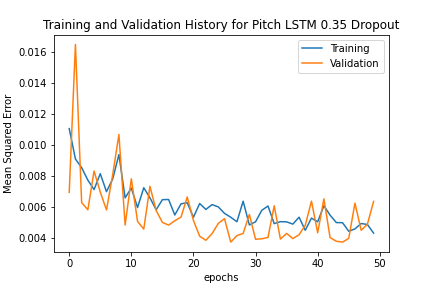 Training and Validation History for Pitch LSTM 0.35 Dropout
Training
Validation
Mean Squared Error
0.016
0.014
0.012
0.010
0.008
0.006
0.004
0
10
20
30
40
50
epochs